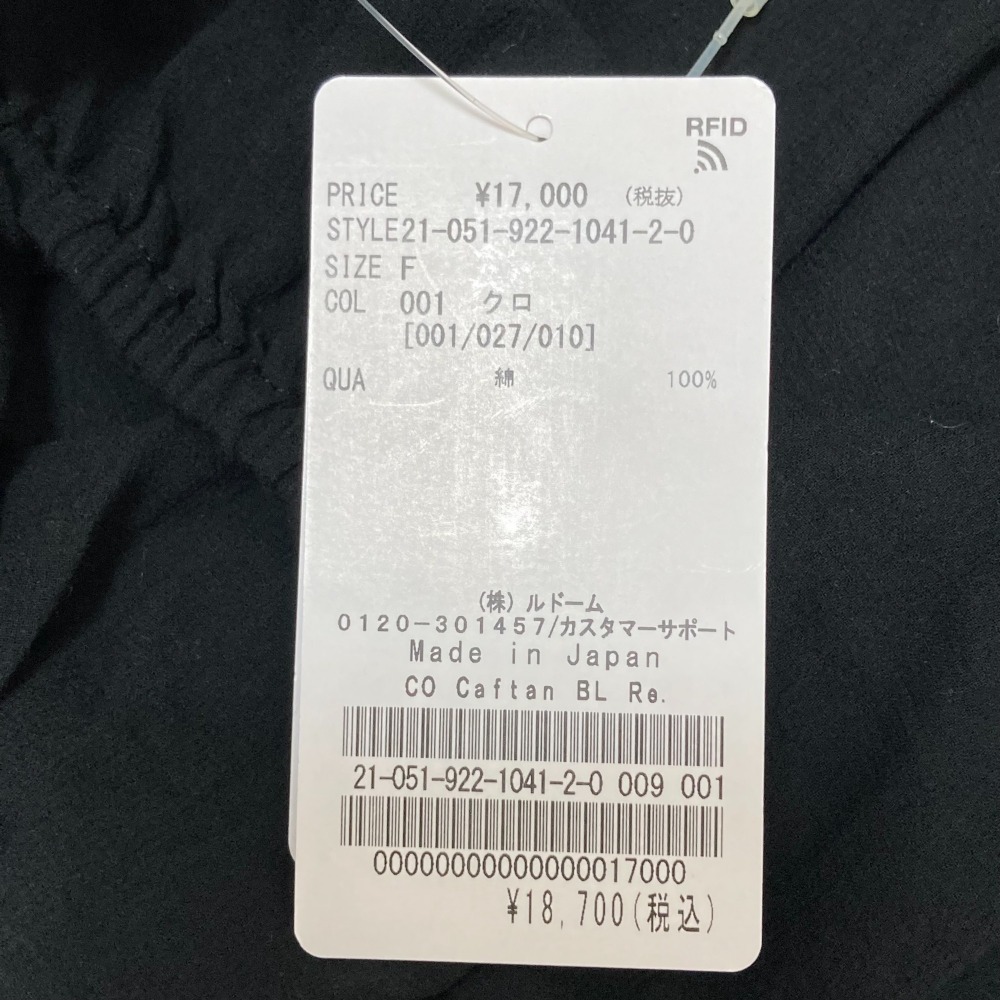 RFID
PRICE ¥17,000 (税抜)
STYLE21-051-922-1041-2-0
SIZE F
COL 001 クロ
[001/027/010]
QUA 綿 100%
(株) ルドーム
0120-301457/カスタマーサポート
Made in Japan
CO Caftan BL Re.
21-051-922-1041-2-0 009 001
00000000000000017000
¥18,700(税込)